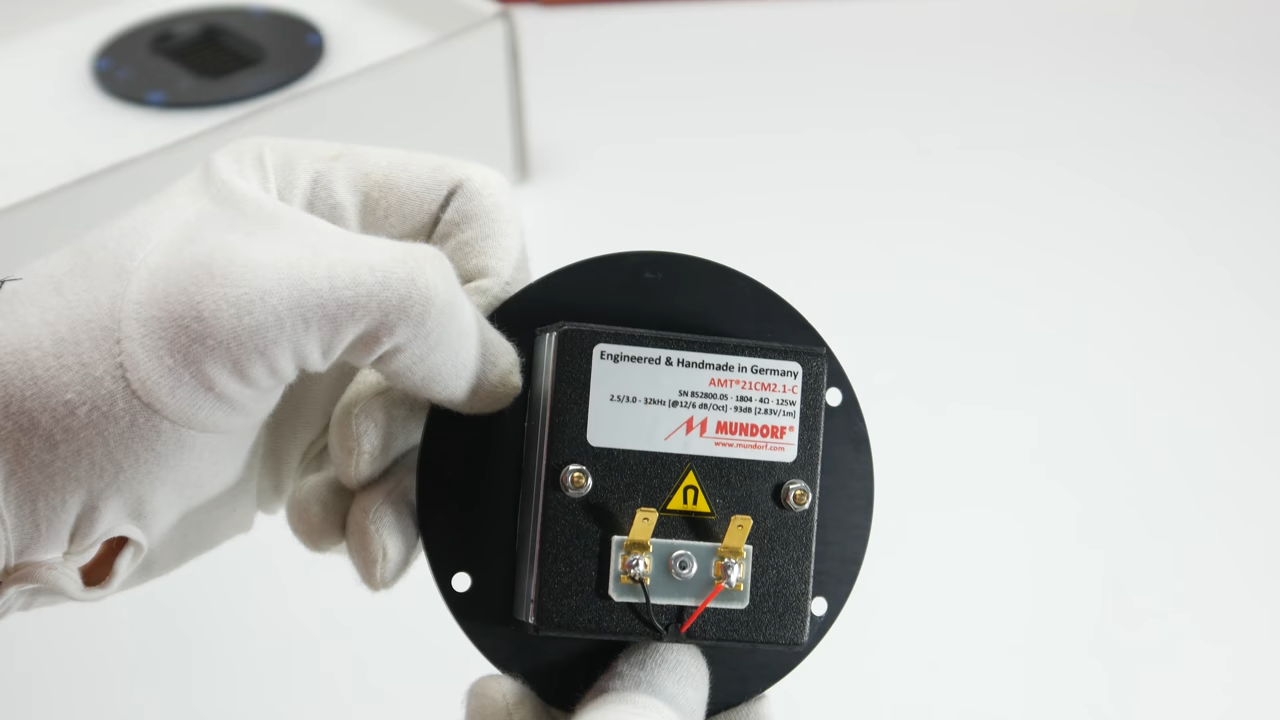 Engineered & Handmade in Germany
AMT®21CM2.1-C
SN 852800.05 - 1804 - 4Ω - 125W
2.5/3.0 - 32kHz [@12/6 dB/Oct] - 93dB [2.83V/1m]
MUNDORF®
www.mundorf.com